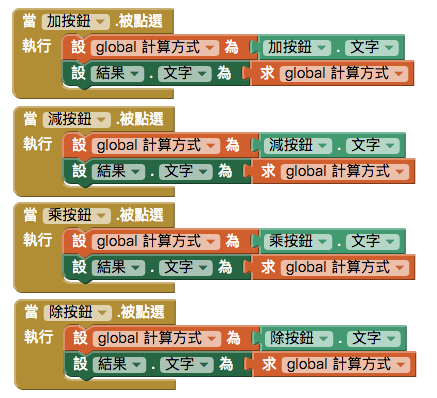 當 加按鈕 .被點選
執行 設 global 計算方式 為 加按鈕 . 文字
設 結果 . 文字 為 求 global 計算方式
當 減按鈕 .被點選
執行 設 global 計算方式 為 減按鈕 . 文字
設 結果 . 文字 為 求 global 計算方式
當 乘按鈕 .被點選
執行 設 global 計算方式 為 乘按鈕 . 文字
設 結果 . 文字 為 求 global 計算方式
當 除按鈕 .被點選
執行 設 global 計算方式 為 除按鈕 . 文字
設 結果 . 文字 為 求 global 計算方式